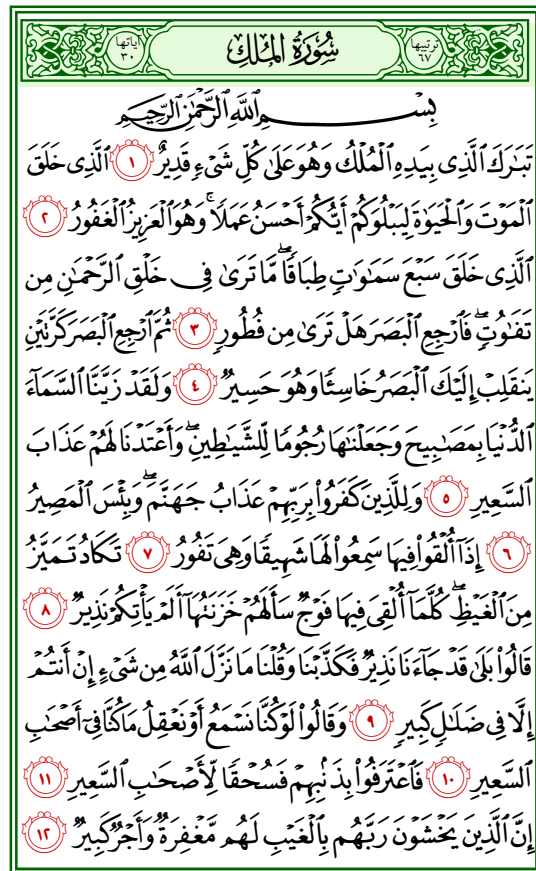 ترتيبها ٦٧ سُورَةُ المُلْكِ آياتها ٣٠
بِسْمِ ٱللَّهِ ٱلرَّحْمَٰنِ ٱلرَّحِيمِ
تَبَٰرَكَ ٱلَّذِى بِيَدِهِ ٱلْمُلْكُ وَهُوَ عَلَىٰ كُلِّ شَىْءٍ قَدِيرٌ ١ ٱلَّذِى خَلَقَ
ٱلْمَوْتَ وَٱلْحَيَوٰةَ لِيَبْلُوَكُمْ أَيُّكُمْ أَحْسَنُ عَمَلًا ۚ وَهُوَ ٱلْعَزِيزُ ٱلْغَفُورُ ٢
ٱلَّذِى خَلَقَ سَبْعَ سَمَٰوَٰتٍ طِبَاقًا ۖ مَّا تَرَىٰ فِى خَلْقِ ٱلرَّحْمَٰنِ مِن
تَفَٰوُتٍ ۖ فَٱرْجِعِ ٱلْبَصَرَ هَلْ تَرَىٰ مِن فُطُورٍ ٣ ثُمَّ ٱرْجِعِ ٱلْبَصَرَ كَرَّتَيْنِ
يَنقَلِبْ إِلَيْكَ ٱلْبَصَرُ خَاسِئًا وَهُوَ حَسِيرٌ ٤ وَلَقَدْ زَيَّنَّا ٱلسَّمَآءَ
ٱلدُّنْيَا بِمَصَٰبِيحَ وَجَعَلْنَٰهَا رُجُومًا لِّلشَّيَٰطِينِ ۖ وَأَعْتَدْنَا لَهُمْ عَذَابَ
ٱلسَّعِيرِ ٥ وَلِلَّذِينَ كَفَرُوا۟ بِرَبِّهِمْ عَذَابُ جَهَنَّمَ ۖ وَبِئْسَ ٱلْمَصِيرُ
٦ إِذَآ أُلْقُوا۟ فِيهَا سَمِعُوا۟ لَهَا شَهِيقًا وَهِىَ تَفُورُ ٧ تَكَادُ تَمَيَّزُ
مِنَ ٱلْغَيْظِ ۖ كُلَّمَآ أُلْقِىَ فِيهَا فَوْجٌ سَأَلَهُمْ خَزَنَتُهَآ أَلَمْ يَأْتِكُمْ نَذِيرٌ ٨
قَالُوا۟ بَلَىٰ قَدْ جَآءَنَا نَذِيرٌ فَكَذَّبْنَا وَقُلْنَا مَا نَزَّلَ ٱللَّهُ مِن شَىْءٍ إِنْ أَنتُمْ
إِلَّا فِى ضَلَٰلٍ كَبِيرٍ ٩ وَقَالُوا۟ لَوْ كُنَّا نَسْمَعُ أَوْ نَعْقِلُ مَا كُنَّا فِىٓ أَصْحَٰبِ
ٱلسَّعِيرِ ١٠ فَٱعْتَرَفُوا۟ بِذَنۢبِهِمْ فَسُحْقًا لِّأَصْحَٰبِ ٱلسَّعِيرِ ١١
إِنَّ ٱلَّذِينَ يَخْشَوْنَ رَبَّهُم بِٱلْغَيْبِ لَهُم مَّغْفِرَةٌ وَأَجْرٌ كَبِيرٌ ١٢